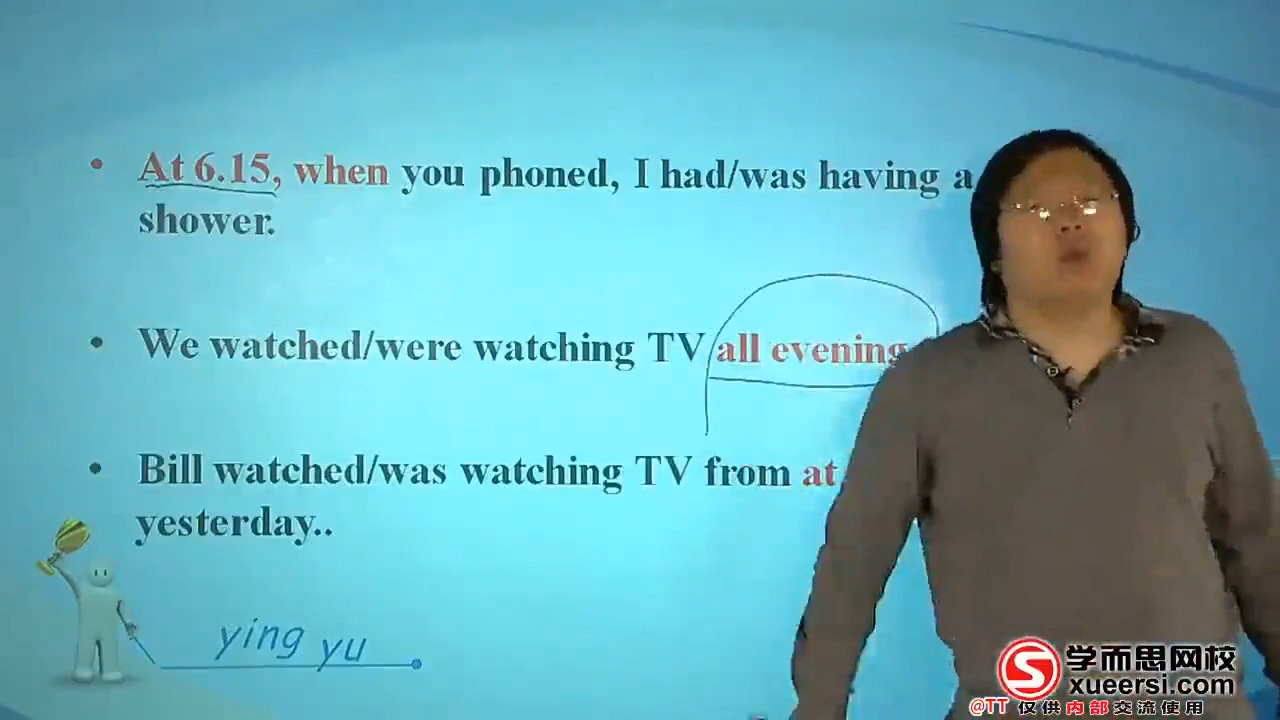 At 6.15, when you phoned, I had/was having a
shower.
We watched/were watching TV all evening
Bill watched/was watching TV from at
yesterday..
ying yu
学而思网校
xueersi.com
@TT 仅供内部交流使用